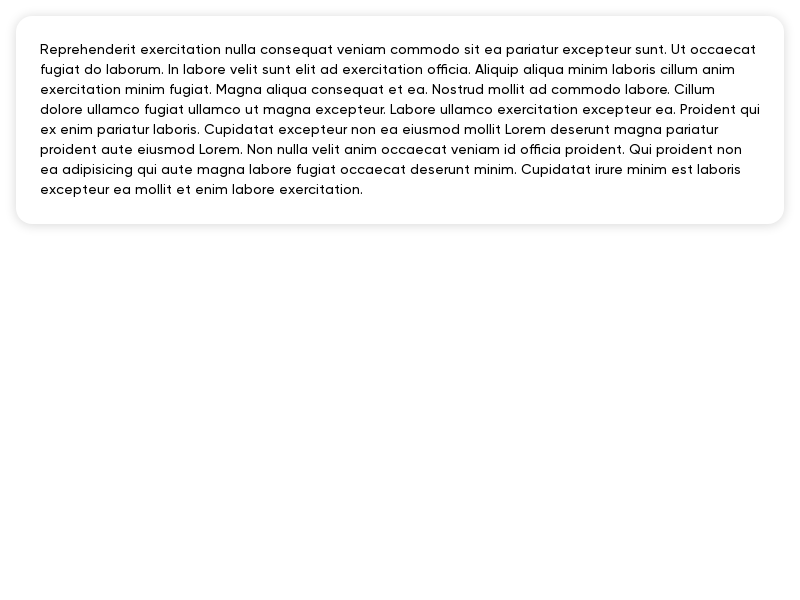 Reprehenderit exercitation nulla consequat veniam commodo sit ea pariatur excepteur sunt. Ut occaecat
fugiat do laborum. In labore velit sunt elit ad exercitation officia. Aliquip aliqua minim laboris cillum anim
exercitation minim fugiat. Magna aliqua consequat et ea. Nostrud mollit ad commodo labore. Cillum
dolore ullamco fugiat ullamco ut magna excepteur. Labore ullamco exercitation excepteur ea. Proident qui
ex enim pariatur laboris. Cupidatat excepteur non ea eiusmod mollit Lorem deserunt magna pariatur
proident aute eiusmod Lorem. Non nulla velit anim occaecat veniam id officia proident. Qui proident non
ea adipisicing qui aute magna labore fugiat occaecat deserunt minim. Cupidatat irure minim est laboris
excepteur ea mollit et enim labore exercitation.